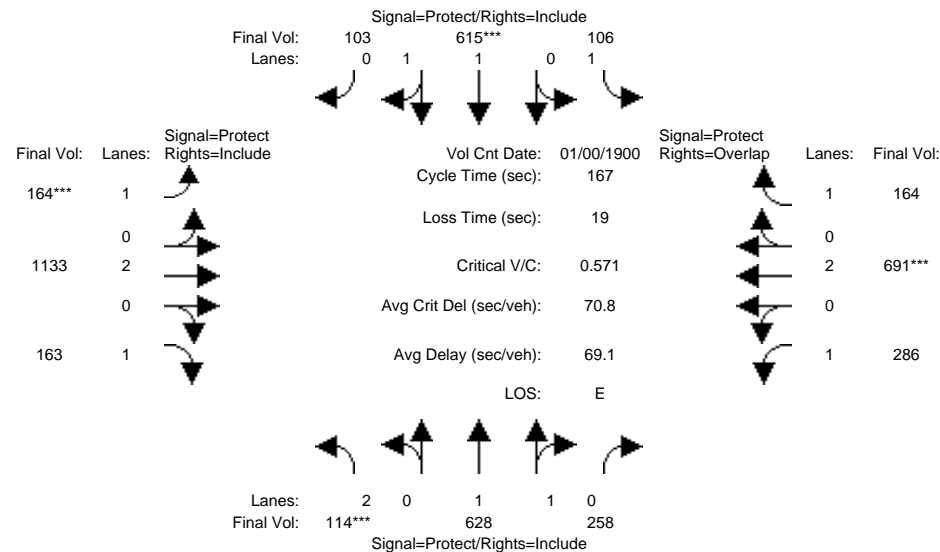 Signal=Protect/Rights=Include
Final Vol: 103 615*** 106
Lanes: 0 1 1 0 1
Signal=Protect
Final Vol: Lanes: Rights=Include
Vol Cnt Date: 01/00/1900
Signal=Protect
Rights=Overlap Lanes: Final Vol:
Cycle Time (sec): 167
164*** 1
1 164
Loss Time (sec): 19
0
0
1133 2
Critical V/C: 0.571
2 691***
0
Avg Crit Del (sec/veh): 70.8
0
163 1
Avg Delay (sec/veh): 69.1
1 286
LOS: E
Lanes: 2 0 1 1 0
Final Vol: 114*** 628 258
Signal=Protect/Rights=Include